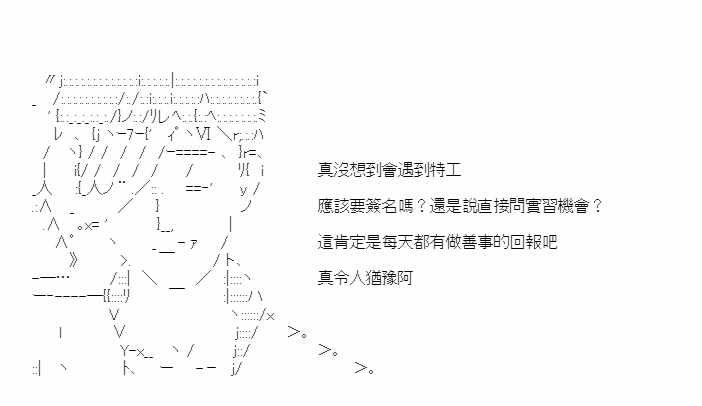 真沒想到會遇到特工
應該要簽名嗎？還是說直接問實習機會？
這肯定是每天都有做善事的回報吧
真令人猶豫阿